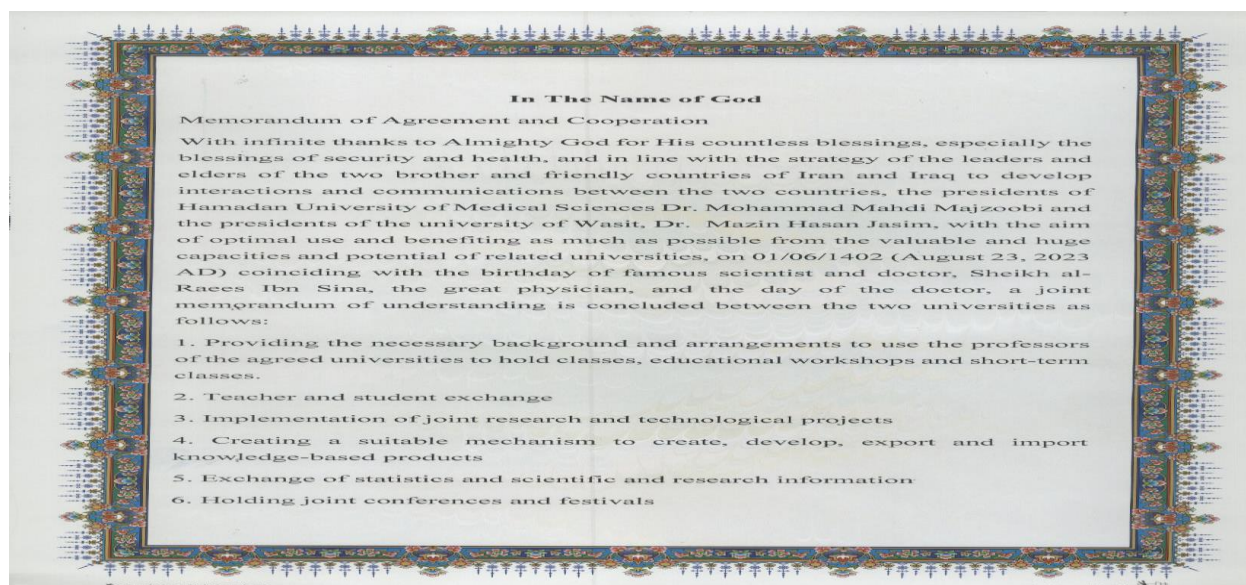 In The Name of God
Memorandum of Agreement and Cooperation
With infinite thanks to Almighty God for His countless blessings, especially the
blessings of security and health, and in line with the strategy of the leaders and
elders of the two brother and friendly countries of Iran and Iraq to develop
interactions and communications between the two countries, the presidents of
Hamadan University of Medical Sciences Dr. Mohammad Mahdi Majzoobi and
the presidents of the university of Wasit, Dr. Mazin Hasan Jasim, with the aim
of optimal use and benefiting as much as possible from the valuable and huge
capacities and potential of related universities, on 01/06/1402 (August 23, 2023
AD) coinciding with the birthday of famous scientist and doctor, Sheikh al-
Raees Ibn Sina, the great physician, and the day of the doctor, a joint
memorandum of understanding is concluded between the two universities as
follows:
1. Providing the necessary background and arrangements to use the professors
of the agreed universities to hold classes, educational workshops and short-term
classes.
2. Teacher and student exchange
3. Implementation of joint research and technological projects
4. Creating a suitable mechanism to create, develop, export and import
knowledge-based products
5. Exchange of statistics and scientific and research information
6. Holding joint conferences and festivals